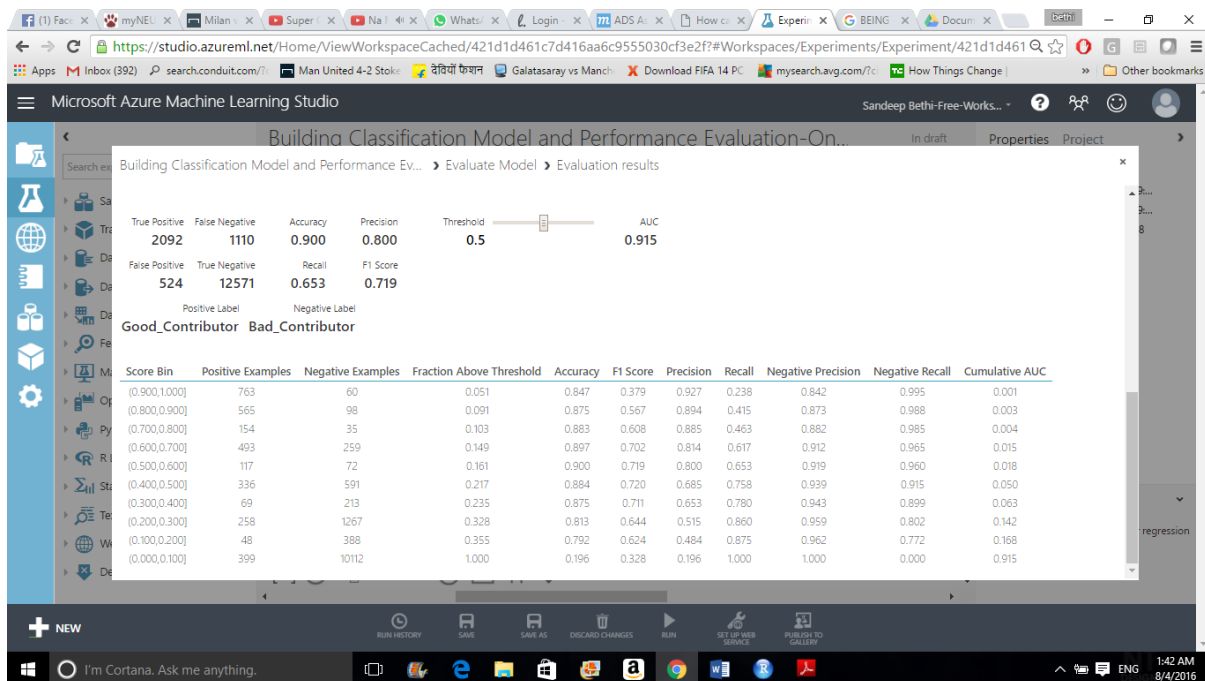 (1) Face
myNEU
Milan v
Super (
Na l
Whats
Login -
ADS As
How ca
Experim
BEING
Docum
bethi
https://studio.azureml.net/Home/ViewWorkspaceCached/421d1d461c7d416aa6c9555030cf3e2f?#Workspaces/Experiments/Experiment/421d1d461
Apps Inbox (392) search.conduit.com/? Man United 4-2 Stoke देवियों फैशन Galatasaray vs Manch Download FIFA 14 PC mysearch.avg.com/?ci How Things Change | » Other bookmarks
Microsoft Azure Machine Learning Studio
Sandeep Bethi-Free-Works...
Building Classification Model and Performance Evaluation-On...
In draft
Properties Project
Search ex
Building Classification Model and Performance Ev... Evaluate Model Evaluation results
True Positive False Negative Accuracy Precision Threshold AUC
2092 1110 0.900 0.800 0.5 0.915
False Positive True Negative Recall F1 Score
524 12571 0.653 0.719
Positive Label Negative Label
Good_Contributor Bad_Contributor
Score Bin Positive Examples Negative Examples Fraction Above Threshold Accuracy F1 Score Precision Recall Negative Precision Negative Recall Cumulative AUC
(0.900,1.000] 763 60 0.051 0.847 0.379 0.927 0.238 0.842 0.995 0.001
(0.800,0.900] 565 98 0.091 0.875 0.567 0.894 0.415 0.873 0.988 0.003
(0.700,0.800] 154 35 0.103 0.883 0.608 0.885 0.463 0.882 0.985 0.004
(0.600,0.700] 493 259 0.149 0.897 0.702 0.814 0.617 0.912 0.965 0.015
(0.500,0.600] 117 72 0.161 0.900 0.719 0.800 0.653 0.919 0.960 0.018
(0.400,0.500] 336 591 0.217 0.884 0.720 0.685 0.758 0.939 0.915 0.050
(0.300,0.400] 69 213 0.235 0.875 0.711 0.653 0.780 0.943 0.899 0.063
(0.200,0.300] 258 1267 0.328 0.813 0.644 0.515 0.860 0.959 0.802 0.142
(0.100,0.200] 48 388 0.355 0.792 0.624 0.484 0.875 0.962 0.772 0.168
(0.000,0.100] 399 10112 1.000 0.196 0.328 0.196 1.000 1.000 0.000 0.915
Sa
Tra
Da
Da
Da
Fe
Ma
Op
Py
R L
Sta
Te
We
De
regression
NEW
RUN HISTORY
SAVE
SAVE AS
DISCARD CHANGES
RUN
SET UP WEB SERVICE
PUBLISH TO GALLERY
I'm Cortana. Ask me anything.
ENG
1:42 AM
8/4/2016